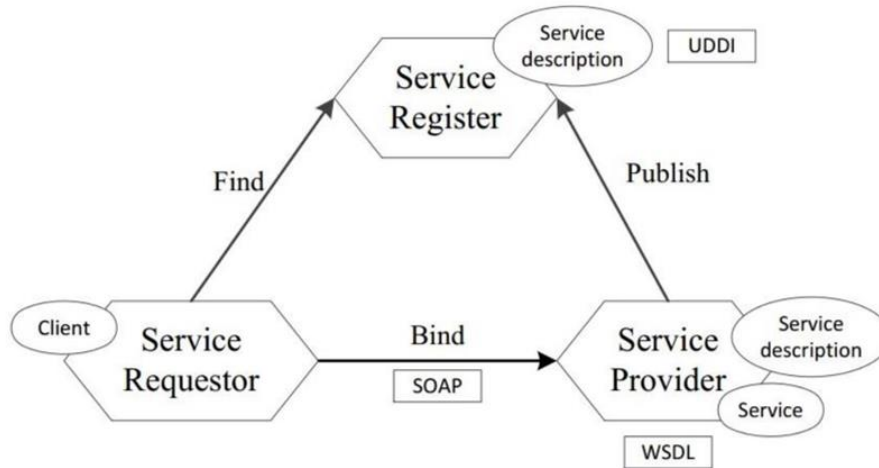 Service
description
UDDI
Service
Register
Find
Publish
Client
Service
Requestor
Bind
SOAP
Service
Provider
Service
description
Service
WSDL